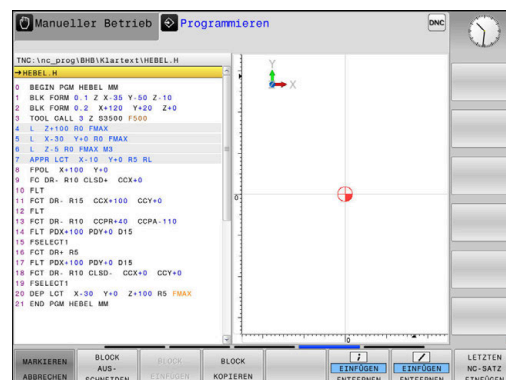 Manueller Betrieb
Programmieren
DNC
TNC:\nc_prog\BHB\Klartext\HEBEL.H
→HEBEL.H
0 BEGIN PGM HEBEL MM
1 BLK FORM 0.1 Z X-35 Y-50 Z-10
2 BLK FORM 0.2 X+120 Y+20 Z+0
3 TOOL CALL 3 Z S3500 F500
4 L Z+100 R0 FMAX
5 L X-30 Y+0 R0 FMAX
6 L Z-5 R0 FMAX M3
7 APPR LCT X-10 Y+0 R5 RL
8 FPOL X+100 Y+0
9 FC DR- R10 CLSD+ CCX+0
10 FLT
11 FCT DR- R15 CCX+100 CCY+0
12 FLT
13 FCT DR- R10 CCPR+40 CCPA-110
14 FLT PDX+100 PDY+0 D15
15 FSELECT1
16 FCT DR+ R5
17 FLT PDX+100 PDY+0 D15
18 FCT DR- R10 CLSD- CCX+0 CCY+0
19 FSELECT1
20 DEP LCT X-30 Y+0 Z+100 R5 FMAX
21 END PGM HEBEL MM
Y
X
0
0
MARKIEREN
ABBRECHEN
BLOCK
AUS-
SCHNEIDEN
BLOCK
EINFÜGEN
BLOCK
KOPIEREN
EINFÜGEN
ENTFERNEN
EINFÜGEN
ENTFERNEN
LETZTEN
NC-SATZ
EINFÜGEN